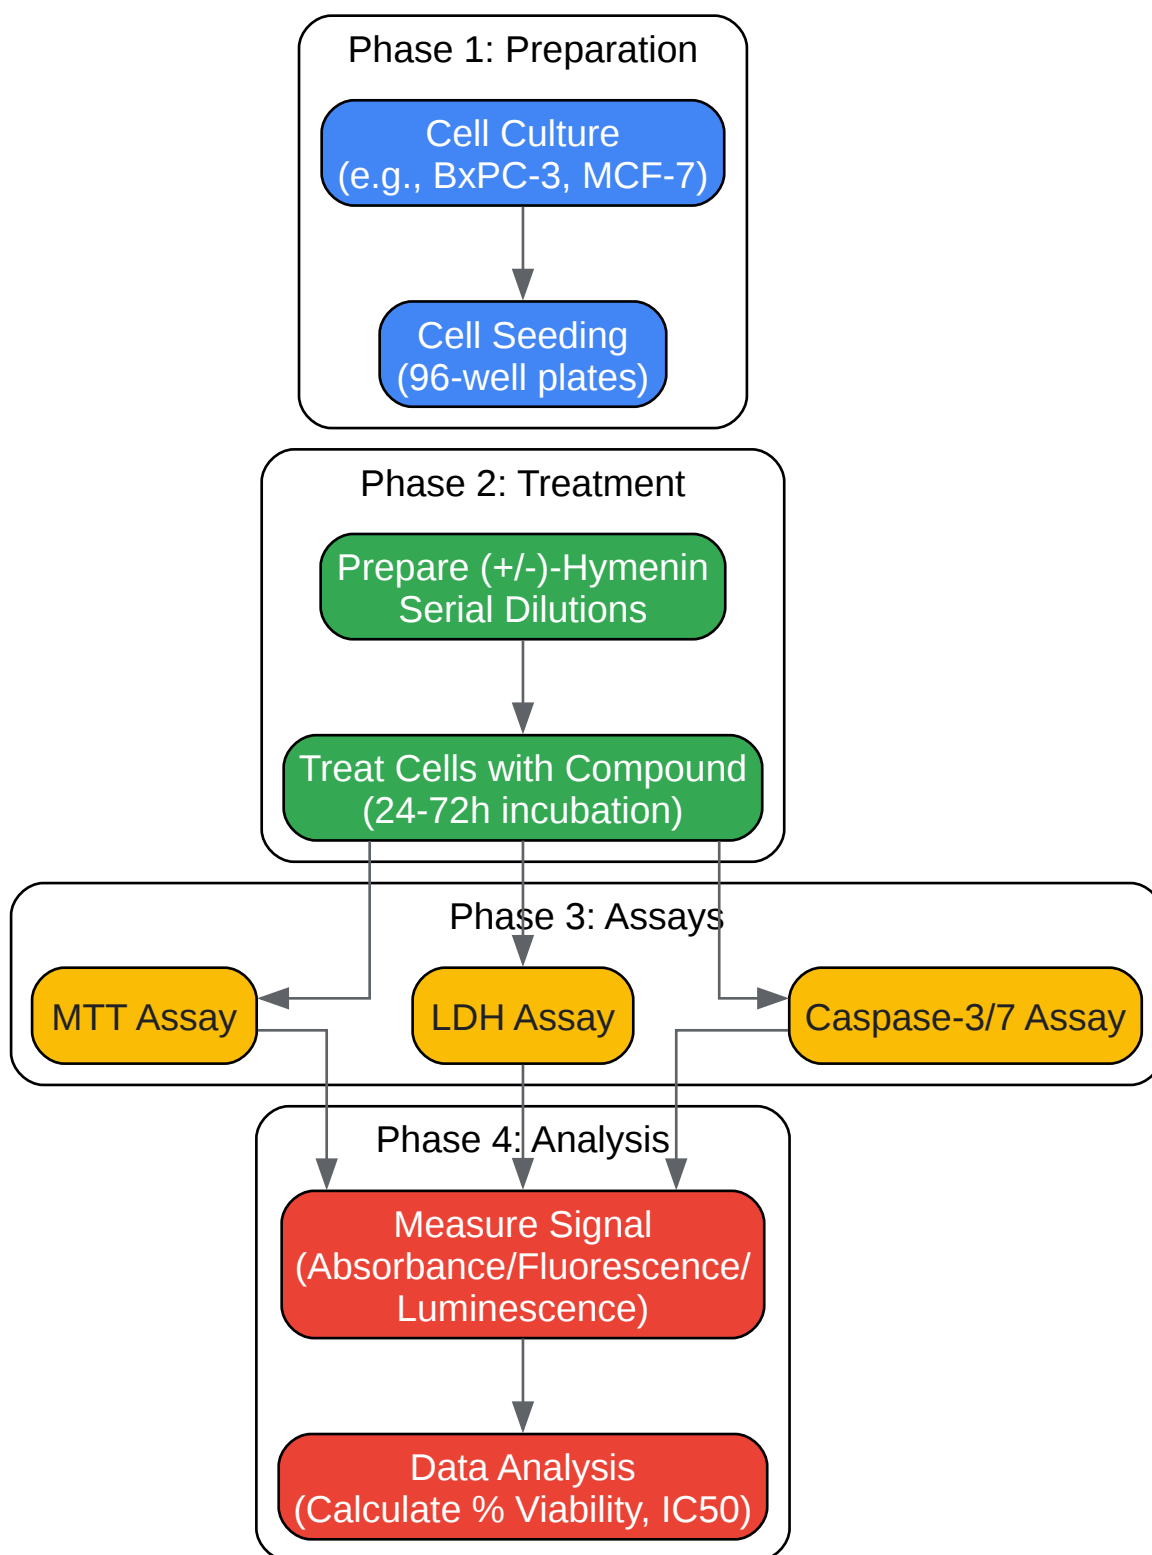 Phase 1: Preparation
Cell Culture
(e.g., BxPC-3, MCF-7)
Cell Seeding
(96-well plates)
Phase 2: Treatment
Prepare (+/-)-Hymenin
Serial Dilutions
Treat Cells with Compound
(24-72h incubation)
Phase 3: Assays
MTT Assay
LDH Assay
Caspase-3/7 Assay
Phase 4: Analysis
Measure Signal
(Absorbance/Fluorescence/
Luminescence)
Data Analysis
(Calculate % Viability, IC50)